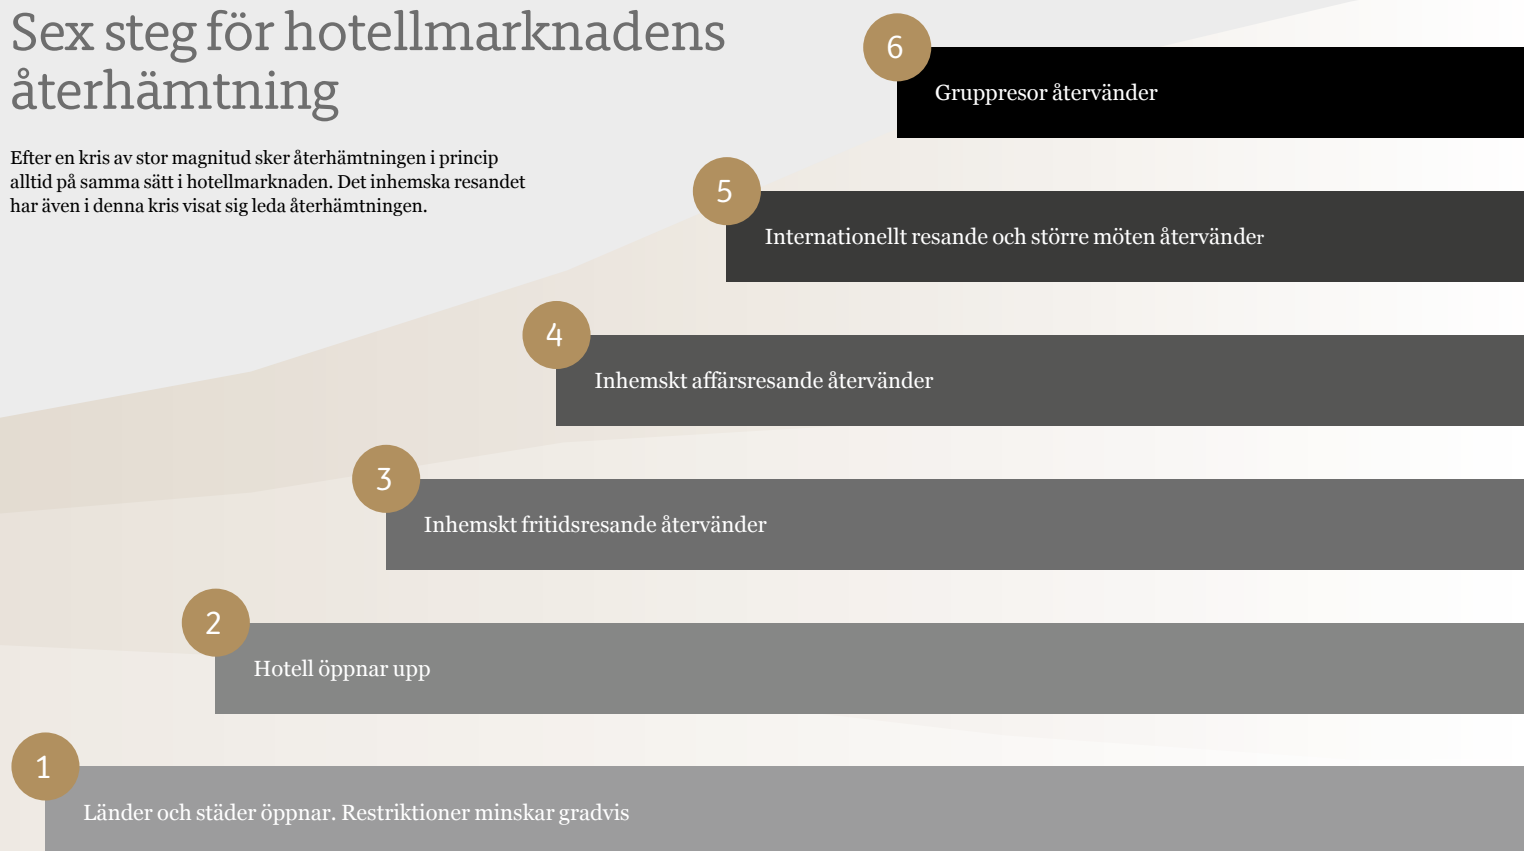 Sex steg för hotellmarknadens
återhämtning
Efter en kris av stor magnitud sker återhämtningen i princip
alltid på samma sätt i hotellmarknaden. Det inhemska resandet
har även i denna kris visat sig leda återhämtningen.
6
Gruppresor återvänder
5
Internationellt resande och större möten återvänder
4
Inhemskt affärsresande återvänder
3
Inhemskt fritidsresande återvänder
2
Hotell öppnar upp
1
Länder och städer öppnar. Restriktioner minskar gradvis